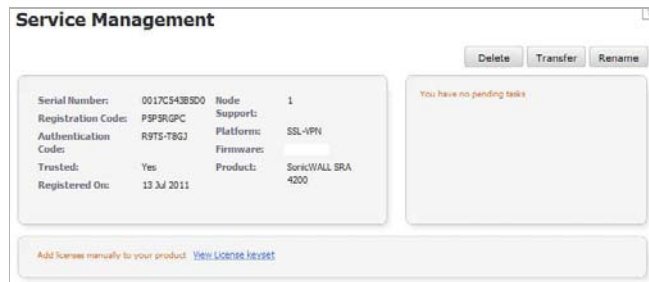 Service Management
Delete Transfer Rename
Serial Number: 0017C543B5D0
Registration Code: P5P5RGPC
Authentication Code: R9TS-T8GJ
Trusted: Yes
Registered On: 13 Jul 2011
Node Support: 1
Platform: SSL-VPN
Firmware:
Product: SonicWALL SRA 4200
You have no pending tasks
Add licenses manually to your product View License keyset